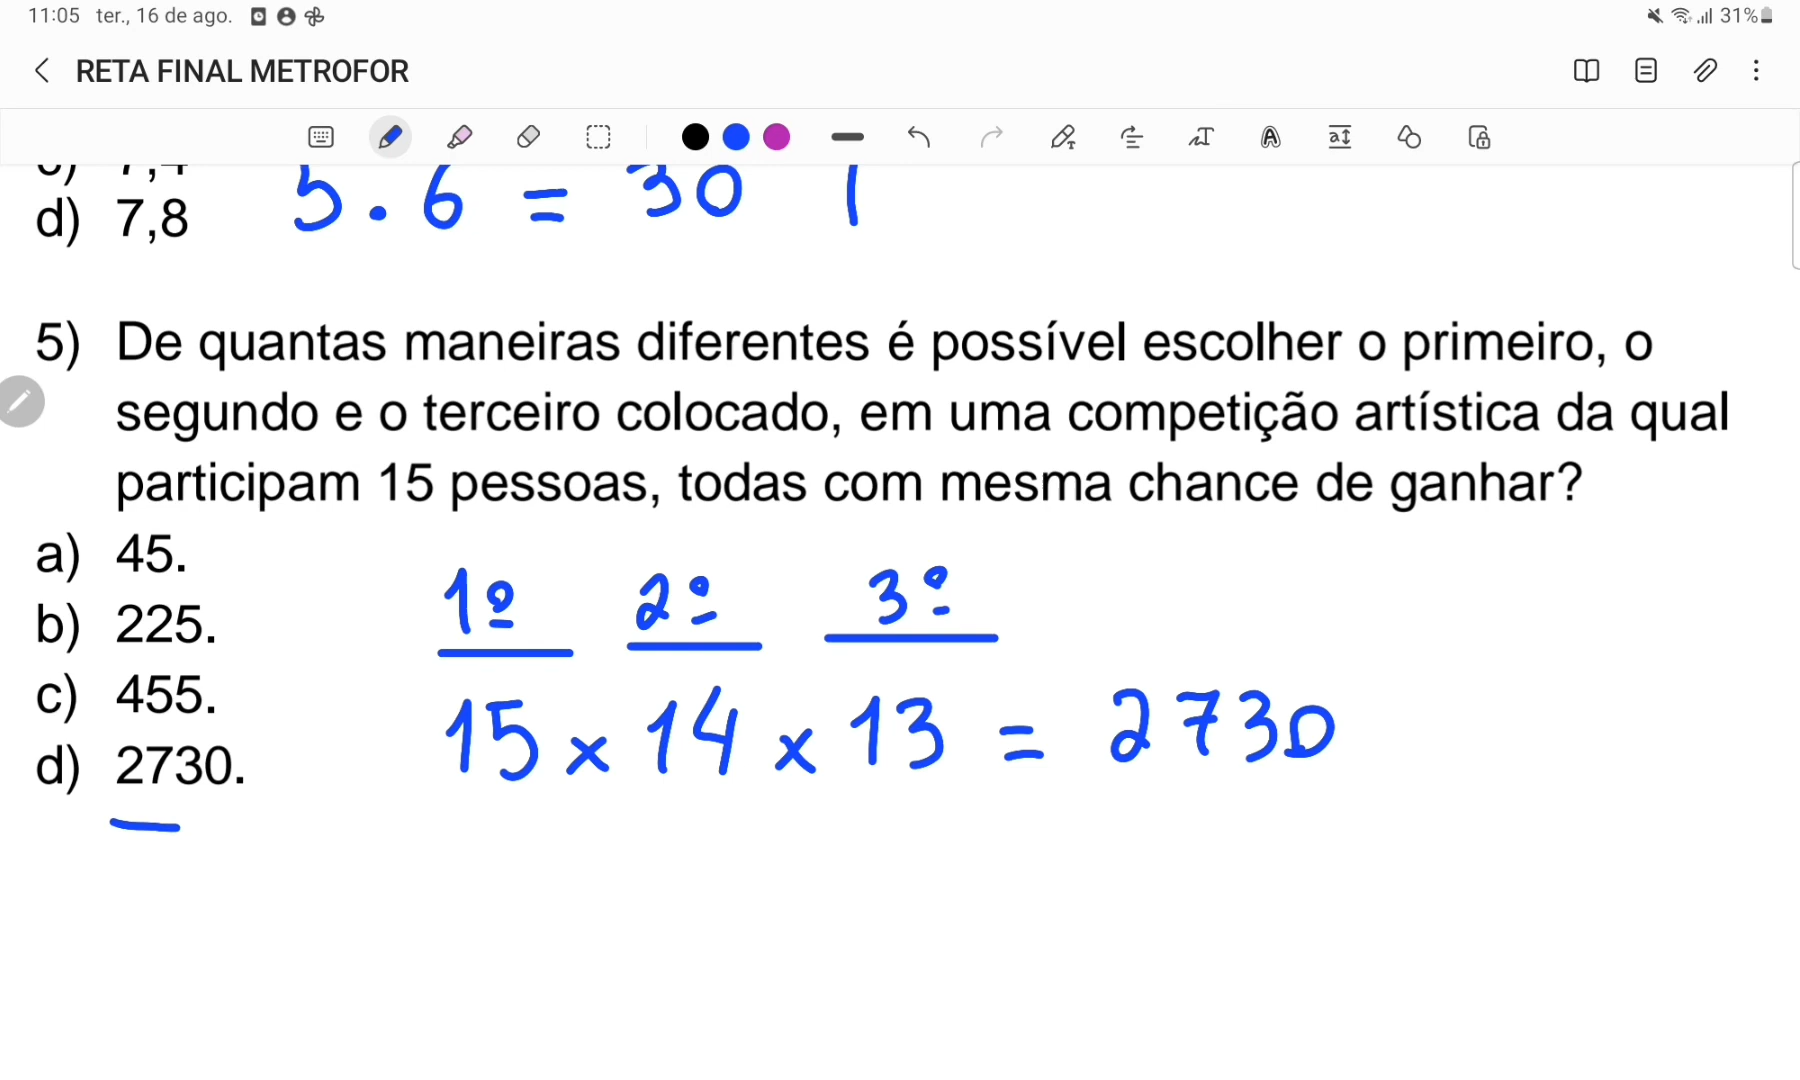 11:05 ter., 16 de ago. 31%
RETA FINAL METROFOR
d) 7,8 5 . 6 = 30
5) De quantas maneiras diferentes é possível escolher o primeiro, o
segundo e o terceiro colocado, em uma competição artística da qual
participam 15 pessoas, todas com mesma chance de ganhar?
a) 45.
1º 2º 3º
b) 225.
c) 455.
15 x 14 x 13 = 2730
d) 2730.